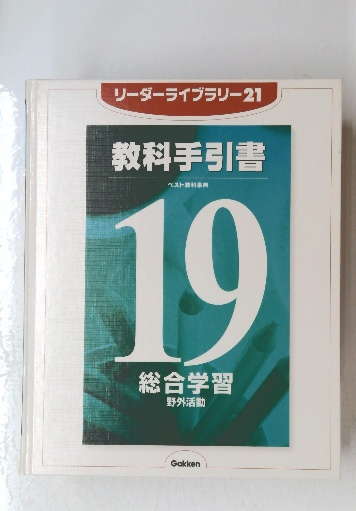 リーダーライブラリー21
教科手引書
ベスト教科事典
19
総合学習
野外活動
Gakken